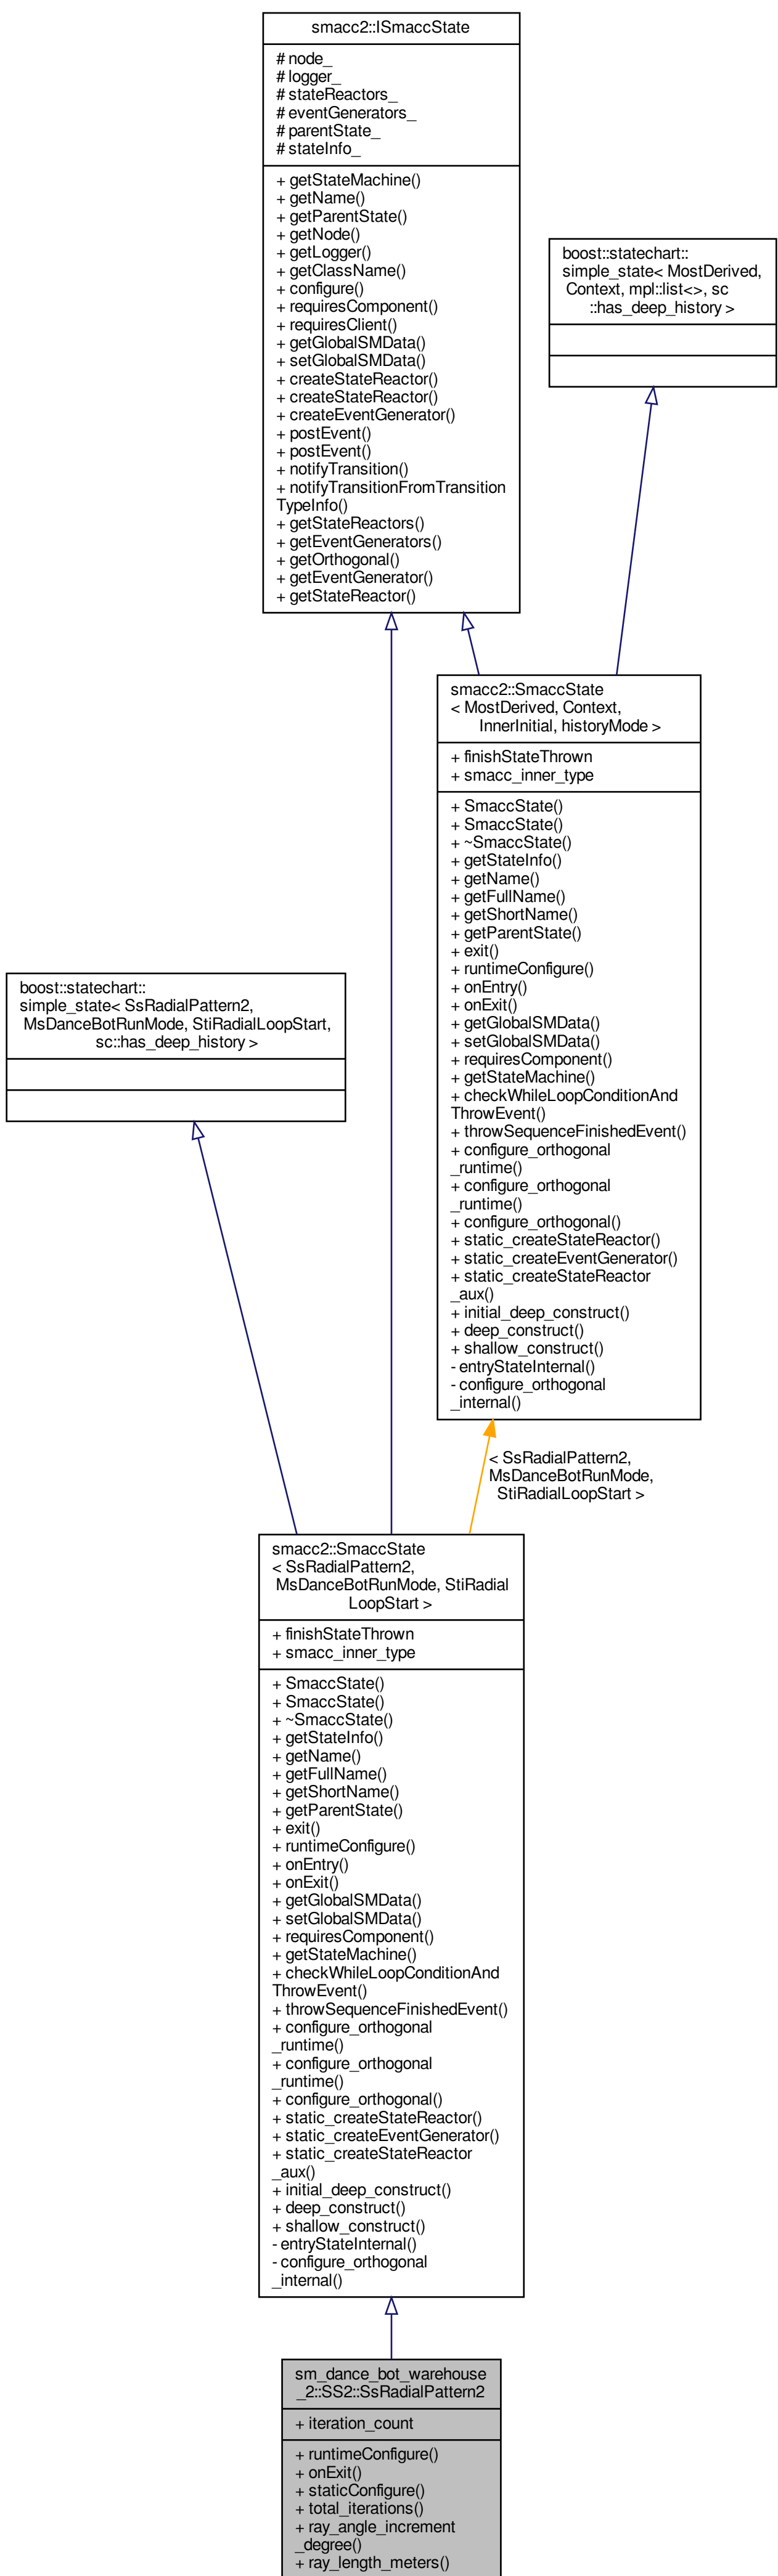 smacc2::ISmaccState
# node_
# logger_
# stateReactors_
# eventGenerators_
# parentState_
# stateInfo_
+ getStateMachine()
+ getName()
+ getParentState()
+ getNode()
+ getLogger()
+ getClassName()
+ configure()
+ requiresComponent()
+ requiresClient()
+ getGlobalSMData()
+ setGlobalSMData()
+ createStateReactor()
+ createStateReactor()
+ createEventGenerator()
+ postEvent()
+ postEvent()
+ notifyTransition()
+ notifyTransitionFromTransition
TypeInfo()
+ getStateReactors()
+ getEventGenerators()
+ getOrthogonal()
+ getEventGenerator()
+ getStateReactor()
boost::statechart::
simple_state< MostDerived,
Context, mpl::list<>, sc
::has_deep_history >
smacc2::SmaccState
< MostDerived, Context,
InnerInitial, historyMode >
+ finishStateThrown
+ smacc_inner_type
+ SmaccState()
+ SmaccState()
+ ~SmaccState()
+ getStateInfo()
+ getName()
+ getFullName()
+ getShortName()
+ getParentState()
+ exit()
+ runtimeConfigure()
+ onEntry()
+ onExit()
+ getGlobalSMData()
+ setGlobalSMData()
+ requiresComponent()
+ getStateMachine()
+ checkWhileLoopConditionAnd
ThrowEvent()
+ throwSequenceFinishedEvent()
+ configure_orthogonal
_runtime()
+ configure_orthogonal
_runtime()
+ configure_orthogonal()
+ static_createStateReactor()
+ static_createEventGenerator()
+ static_createStateReactor
_aux()
+ initial_deep_construct()
+ deep_construct()
+ shallow_construct()
- entryStateInternal()
- configure_orthogonal
_internal()
boost::statechart::
simple_state< SsRadialPattern2,
MsDanceBotRunMode, StiRadialLoopStart,
sc::has_deep_history >
< SsRadialPattern2,
MsDanceBotRunMode,
StiRadialLoopStart >
smacc2::SmaccState
< SsRadialPattern2,
MsDanceBotRunMode, StiRadial
LoopStart >
+ finishStateThrown
+ smacc_inner_type
+ SmaccState()
+ SmaccState()
+ ~SmaccState()
+ getStateInfo()
+ getName()
+ getFullName()
+ getShortName()
+ getParentState()
+ exit()
+ runtimeConfigure()
+ onEntry()
+ onExit()
+ getGlobalSMData()
+ setGlobalSMData()
+ requiresComponent()
+ getStateMachine()
+ checkWhileLoopConditionAnd
ThrowEvent()
+ throwSequenceFinishedEvent()
+ configure_orthogonal
_runtime()
+ configure_orthogonal
_runtime()
+ configure_orthogonal()
+ static_createStateReactor()
+ static_createEventGenerator()
+ static_createStateReactor
_aux()
+ initial_deep_construct()
+ deep_construct()
+ shallow_construct()
- entryStateInternal()
- configure_orthogonal
_internal()
sm_dance_bot_warehouse
_2::SS2::SsRadialPattern2
+ iteration_count
+ runtimeConfigure()
+ onExit()
+ staticConfigure()
+ total_iterations()
+ ray_angle_increment
_degree()
+ ray_length_meters()